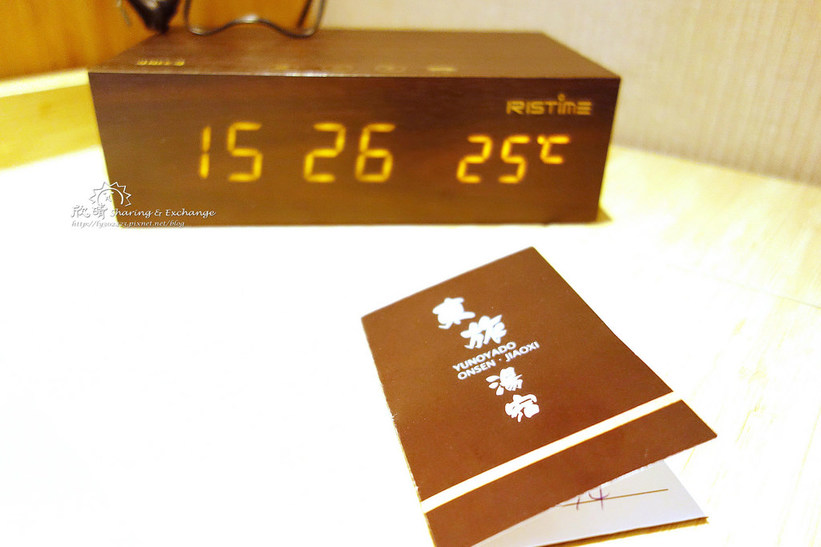 RISTIME
15 26 25℃
欣晴 Sharing & Exchange
東旅
YUNOYADO
ONSEN · JIAOXI
湯宿